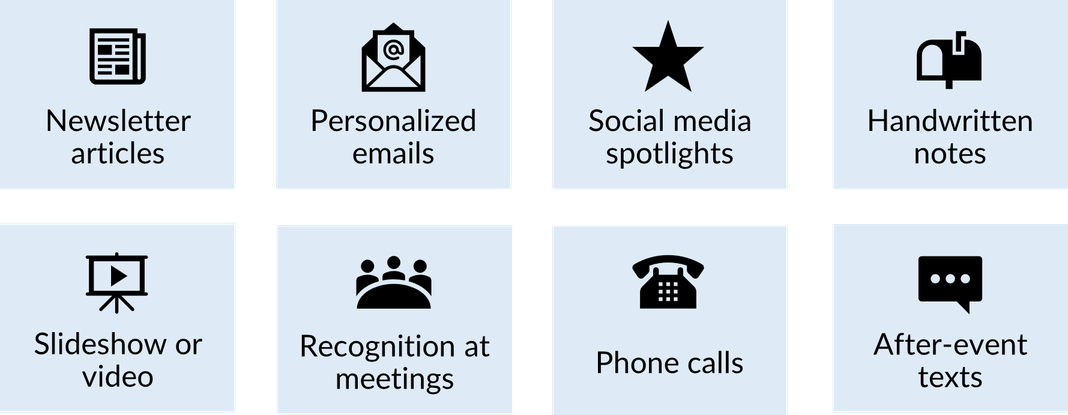 Newsletter
articles
Personalized
emails
Social media
spotlights
Handwritten
notes
Slideshow or
video
Recognition at
meetings
Phone calls
After-event
texts